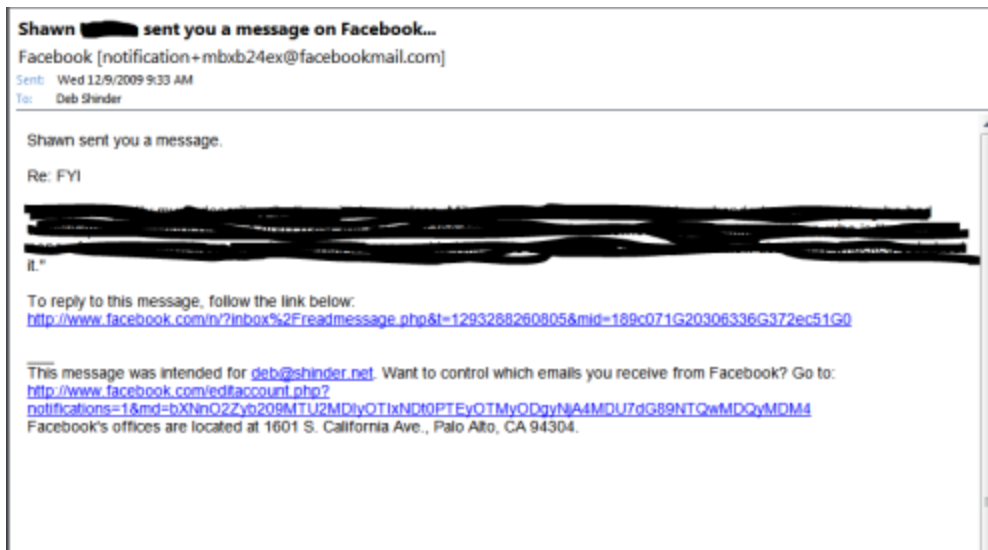 Shawn sent you a message on Facebook...
Facebook [notification+mbxb24ex@facebookmail.com]
Sent: Wed 12/9/2009 9:33 AM
To: Deb Shinder
Shawn sent you a message.
Re: FYI
it."
To reply to this message, follow the link below:
http://www.facebook.com/n/?inbox%2Freadmessage.php&t=1293288260805&mid=189c071G20306336G372ec51G0
This message was intended for deb@shinder.net. Want to control which emails you receive from Facebook? Go to:
http://www.facebook.com/editaccount.php?
notifications=1&md=bXNnO2Zyb209MTU2MDIyOTIxNDt0PTEyOTMyODgyNjA4MDU7dG89NTQwMDQyMDM4
Facebook's offices are located at 1601 S. California Ave., Palo Alto, CA 94304.